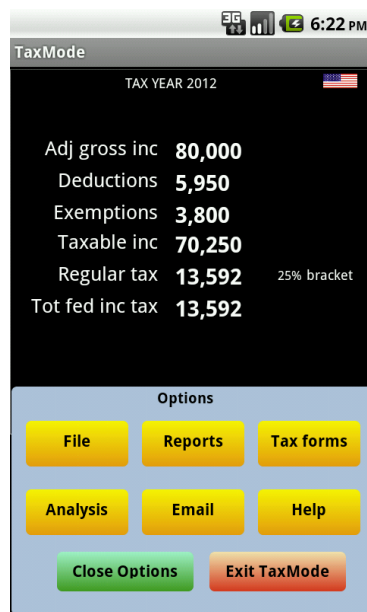 3G 6:22 PM
TaxMode
TAX YEAR 2012
Adj gross inc 80,000
Deductions 5,950
Exemptions 3,800
Taxable inc 70,250
Regular tax 13,592 25% bracket
Tot fed inc tax 13,592
Options
File Reports Tax forms
Analysis Email Help
Close Options Exit TaxMode